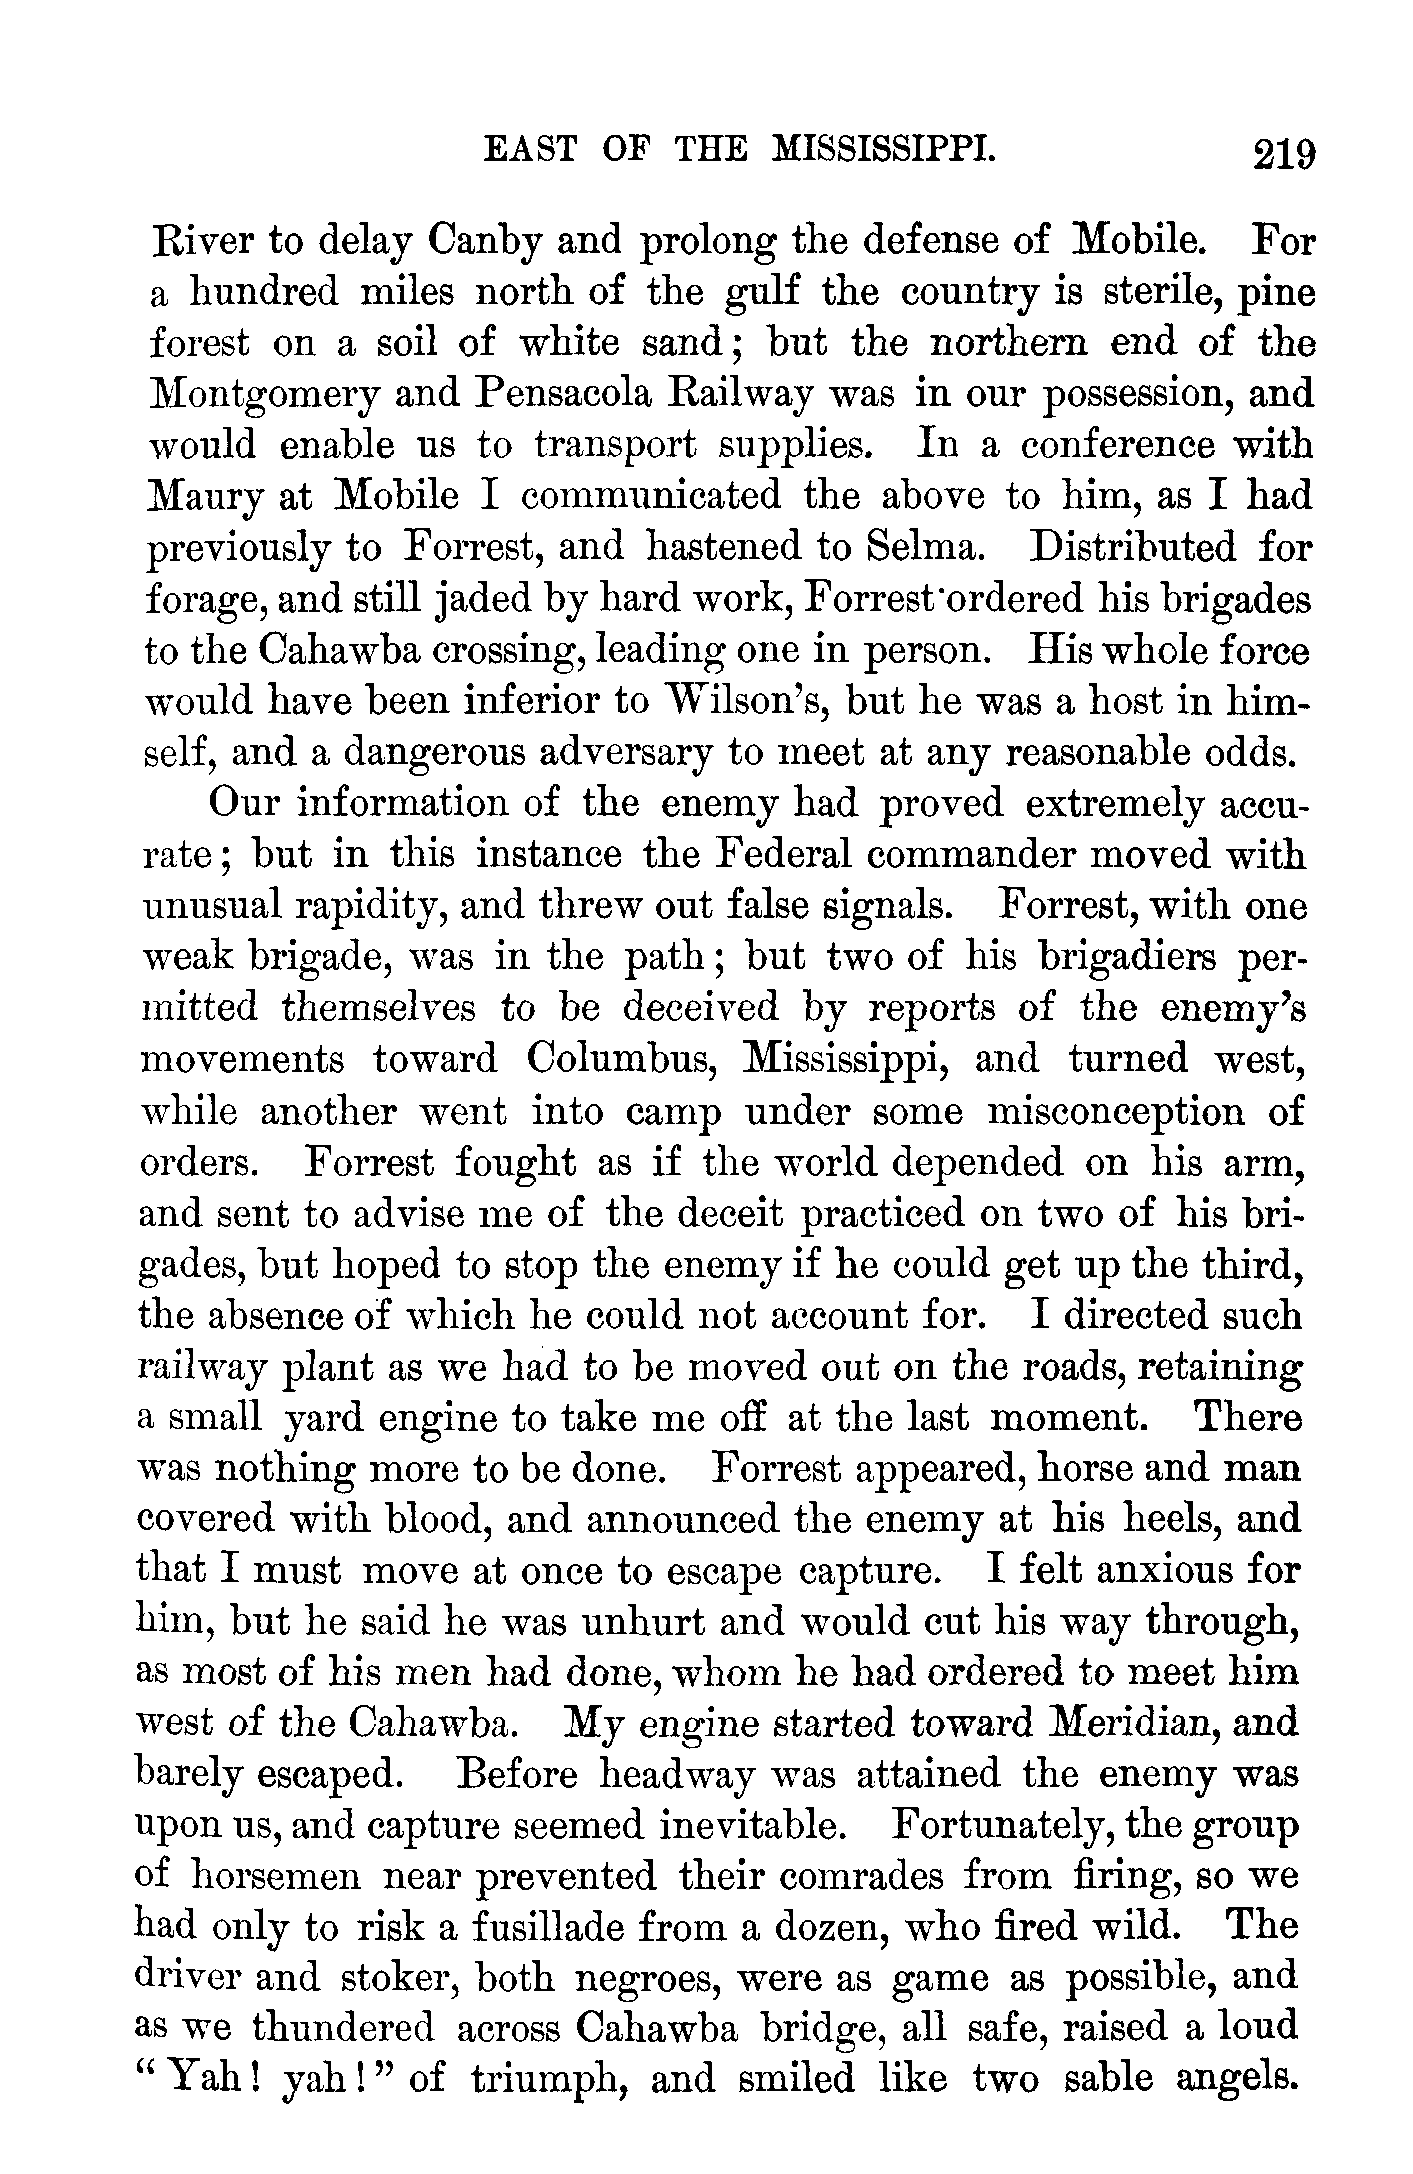 EAST OF THE MISSISSIPPI. 219
River to delay Canby and prolong the defense of Mobile. For
a hundred miles north of the gulf the country is sterile, pine
forest on a soil of white sand; but the northern end of the
Montgomery and Pensacola Railway was in our possession, and
would enable us to transport supplies. In a conference with
Maury at Mobile I communicated the above to him, as I had
previously to Forrest, and hastened to Selma. Distributed for
forage, and still jaded by hard work, Forrest ordered his brigades
to the Cahawba crossing, leading one in person. His whole force
would have been inferior to Wilson's, but he was a host in him-
self, and a dangerous adversary to meet at any reasonable odds.
Our information of the enemy had proved extremely accu-
rate; but in this instance the Federal commander moved with
unusual rapidity, and threw out false signals. Forrest, with one
weak brigade, was in the path; but two of his brigadiers per-
mitted themselves to be deceived by reports of the enemy's
movements toward Columbus, Mississippi, and turned west,
while another went into camp under some misconception of
orders. Forrest fought as if the world depended on his arm,
and sent to advise me of the deceit practiced on two of his bri-
gades, but hoped to stop the enemy if he could get up the third,
the absence of which he could not account for. I directed such
railway plant as we had to be moved out on the roads, retaining
a small yard engine to take me off at the last moment. There
was nothing more to be done. Forrest appeared, horse and man
covered with blood, and announced the enemy at his heels, and
that I must move at once to escape capture. I felt anxious for
him, but he said he was unhurt and would cut his way through,
as most of his men had done, whom he had ordered to meet him
west of the Cahawba. My engine started toward Meridian, and
barely escaped. Before headway was attained the enemy was
upon us, and capture seemed inevitable. Fortunately, the group
of horsemen near prevented their comrades from firing, so we
had only to risk a fusillade from a dozen, who fired wild. The
driver and stoker, both negroes, were as game as possible, and
as we thundered across Cahawba bridge, all safe, raised a loud
"Yah! yah!" of triumph, and smiled like two sable angels.